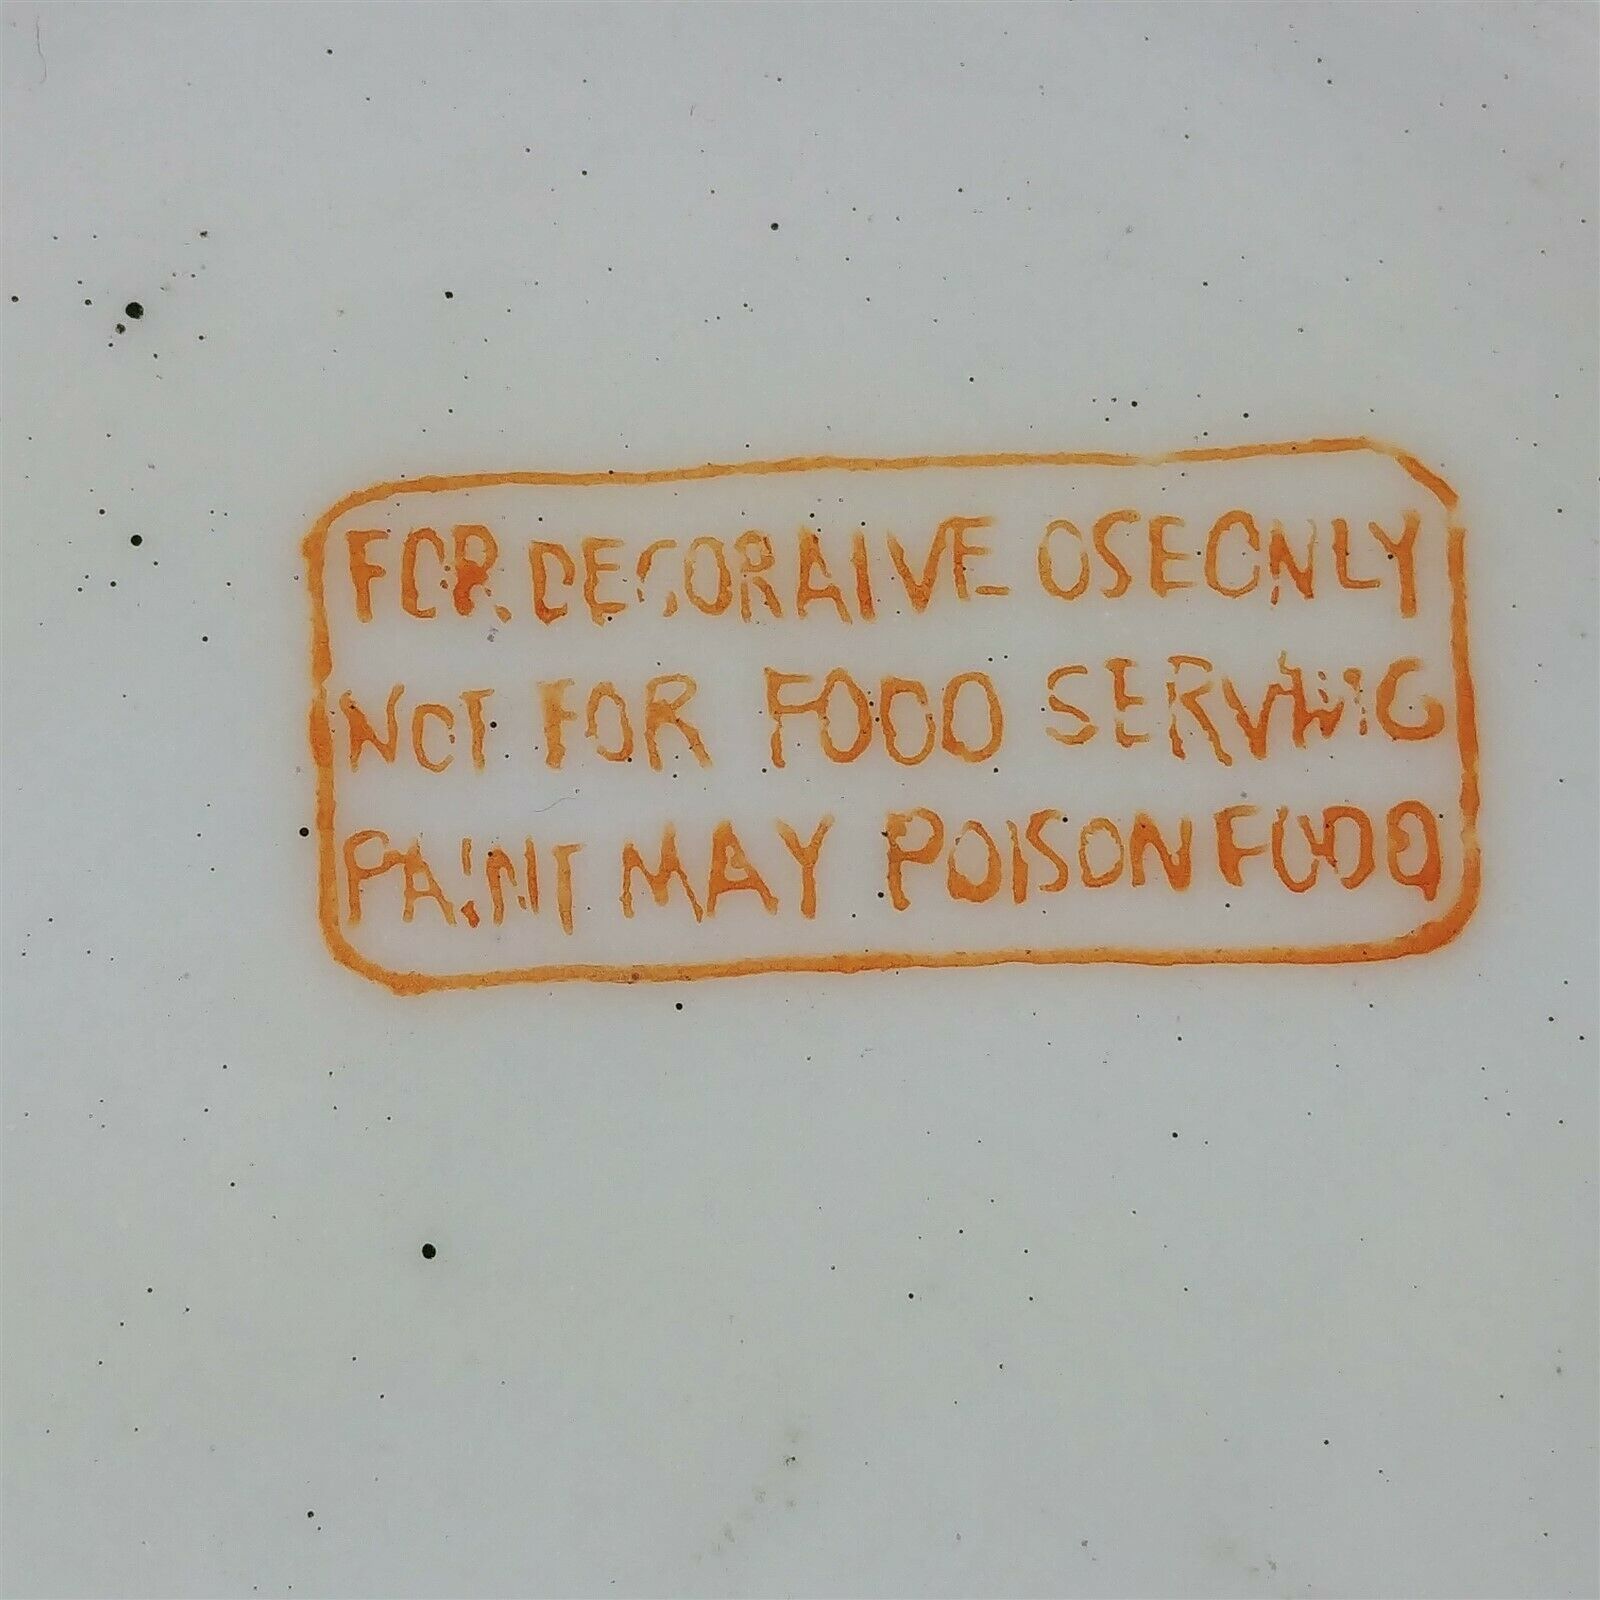 FOR DECORAIVE OSE ONLY
NOT FOR FOOD SERVING
PAINT MAY POISON FOOD